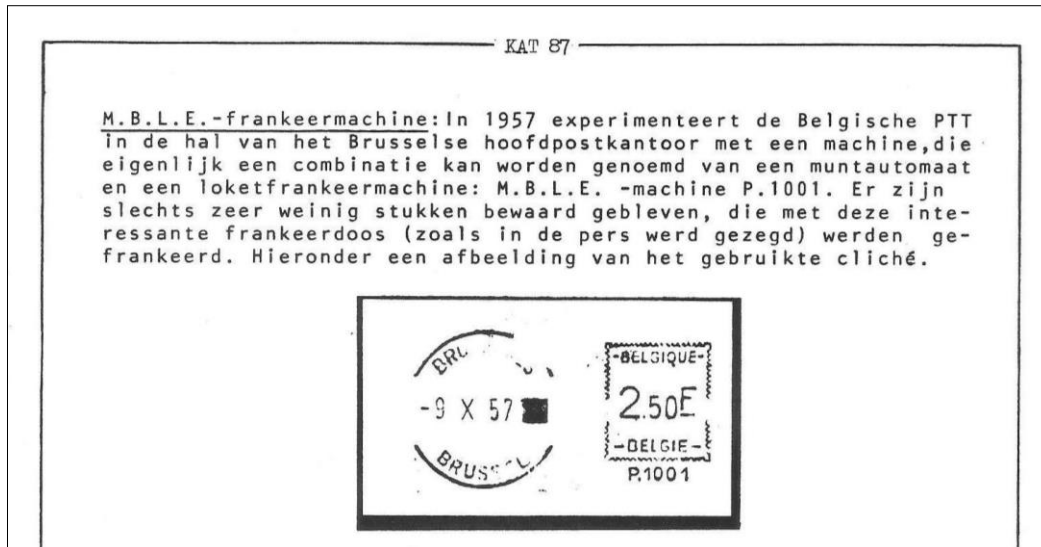 KAT 87
M.B.L.E.-frankeermachine:In 1957 experimenteert de Belgische PTT
in de hal van het Brusselse hoofdpostkantoor met een machine,die
eigenlijk een combinatie kan worden genoemd van een muntautomaat
en een loketfrankeermachine: M.B.L.E. -machine P.1001. Er zijn
slechts zeer weinig stukken bewaard gebleven, die met deze inte-
ressante frankeerdoos (zoals in de pers werd gezegd) werden ge-
frankeerd. Hieronder een afbeelding van het gebruikte cliché.
-9 X 57
-BELGIQUE-
2.50F
-BELGIE-
P.1001